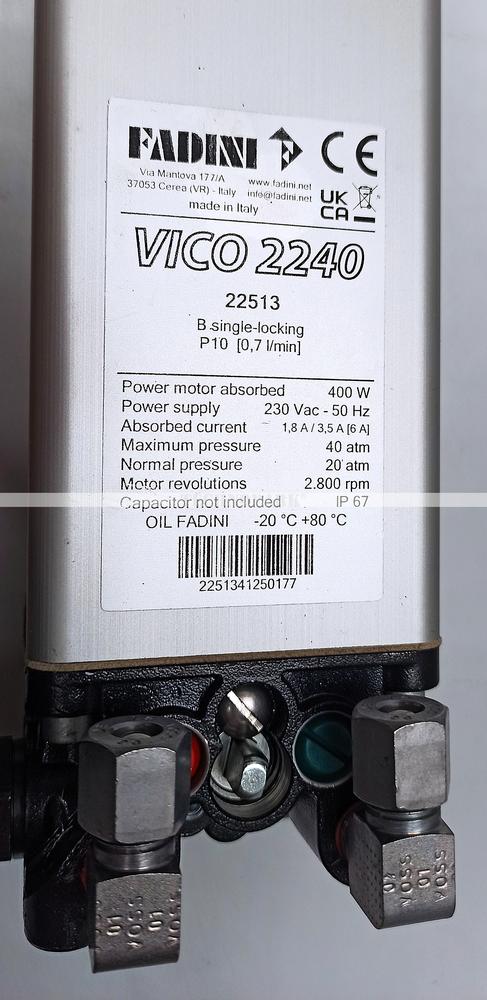 FADINI F CE
Via Mantova 177/A www.fadini.net
37053 Cerea (VR) - Italy info@fadini.net
made in Italy
UK
CA
VICO 2240
22513
B single-locking
P10 [0,7 l/min]
Power motor absorbed 400 W
Power supply 230 Vac - 50 Hz
Absorbed current 1,8 A / 3,5 A [6 A]
Maximum pressure 40 atm
Normal pressure 20 atm
Motor revolutions 2.800 rpm
Capacitor not included IP 67
OIL FADINI -20 °C +80 °C
2251341250177